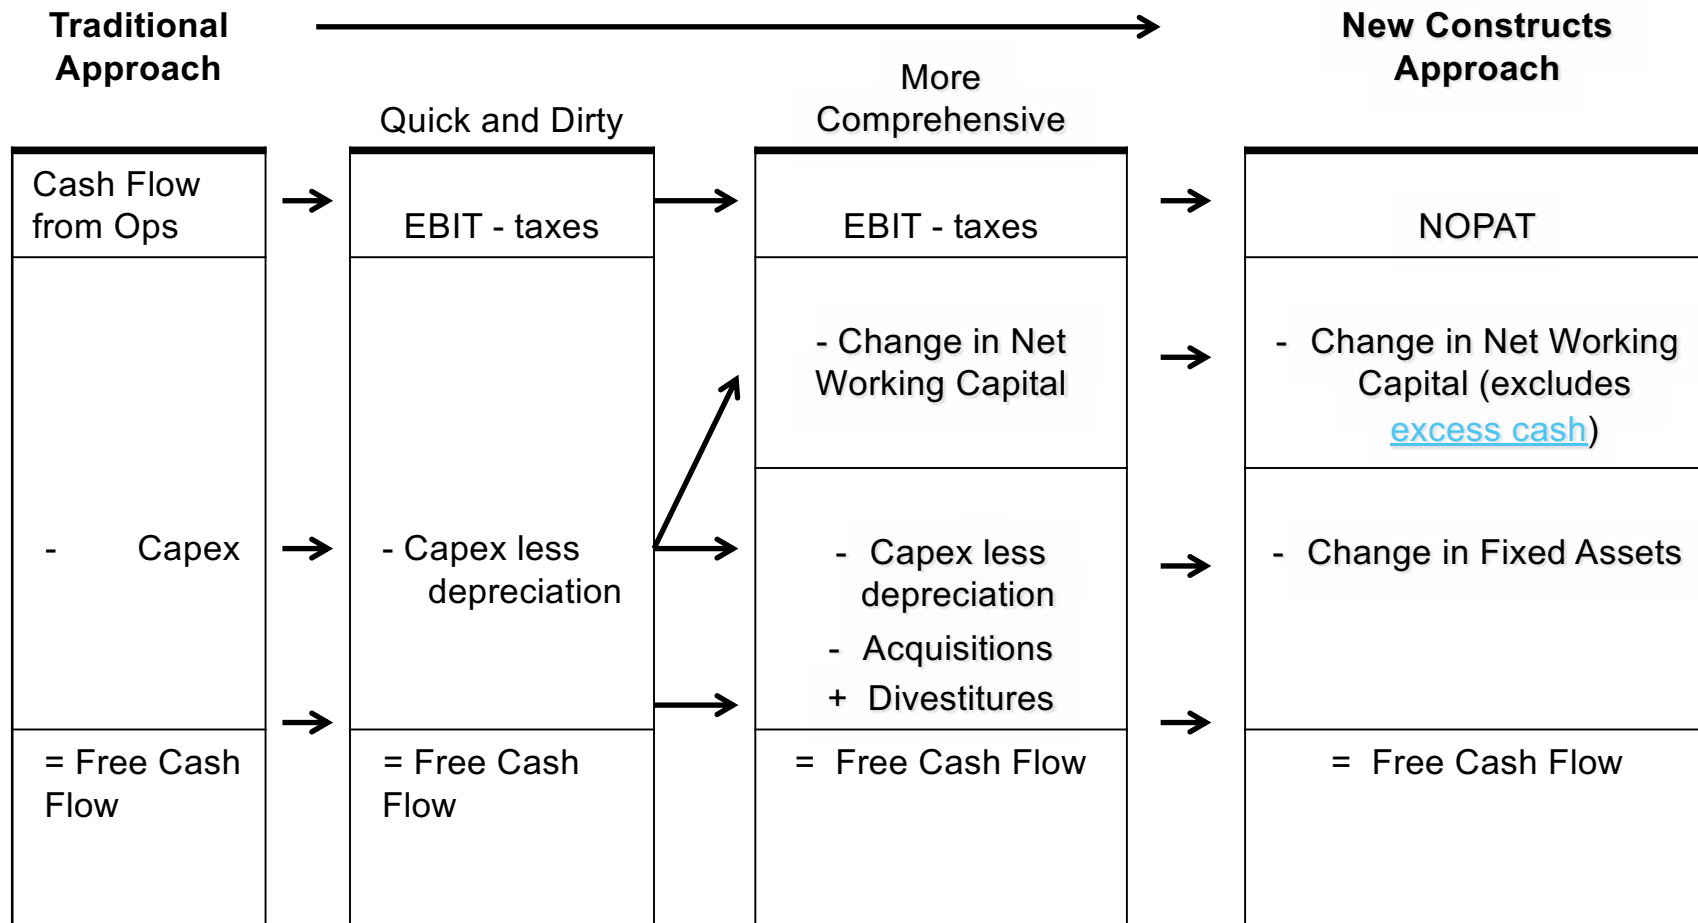 Traditional
Approach
New Constructs
Approach
Quick and Dirty
More
Comprehensive
Cash Flow
from Ops
EBIT - taxes
EBIT - taxes
NOPAT
- Change in Net
Working Capital
- Change in Net Working
Capital (excludes
excess cash)
- Capex
- Capex less
depreciation
- Capex less
depreciation
- Acquisitions
+ Divestitures
- Change in Fixed Assets
= Free Cash
Flow
= Free Cash
Flow
= Free Cash Flow
= Free Cash Flow